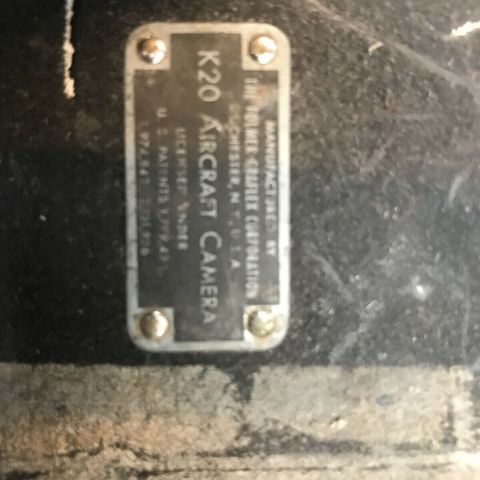 K20 AIRCRAFT CAMERA
MANUFACTURED BY
THE FOLMER GRAFLEX CORPORATION
ROCHESTER, N.Y. U.S.A.
LICENSED UNDER
U.S. PATENTS